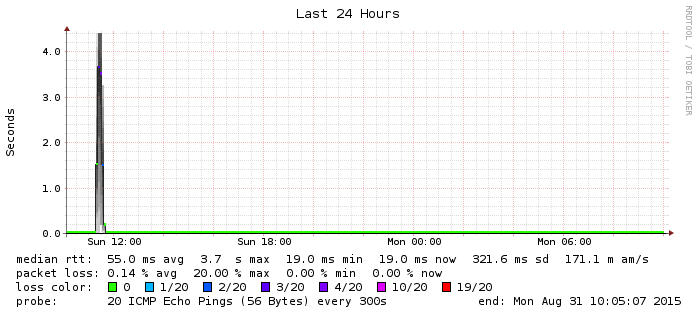 Last 24 Hours
RRDTOOL / TOBI OETIKER
Seconds
4.0
3.0
2.0
1.0
0.0
Sun 12:00 Sun 18:00 Mon 00:00 Mon 06:00
median rtt: 55.0 ms avg 3.7 s max 19.0 ms min 19.0 ms now 321.6 ms sd 171.1 m am/s
packet loss: 0.14 % avg 20.00 % max 0.00 % min 0.00 % now
loss color: 0 1/20 2/20 3/20 4/20 10/20 19/20
probe: 20 ICMP Echo Pings (56 Bytes) every 300s end: Mon Aug 31 10:05:07 2015